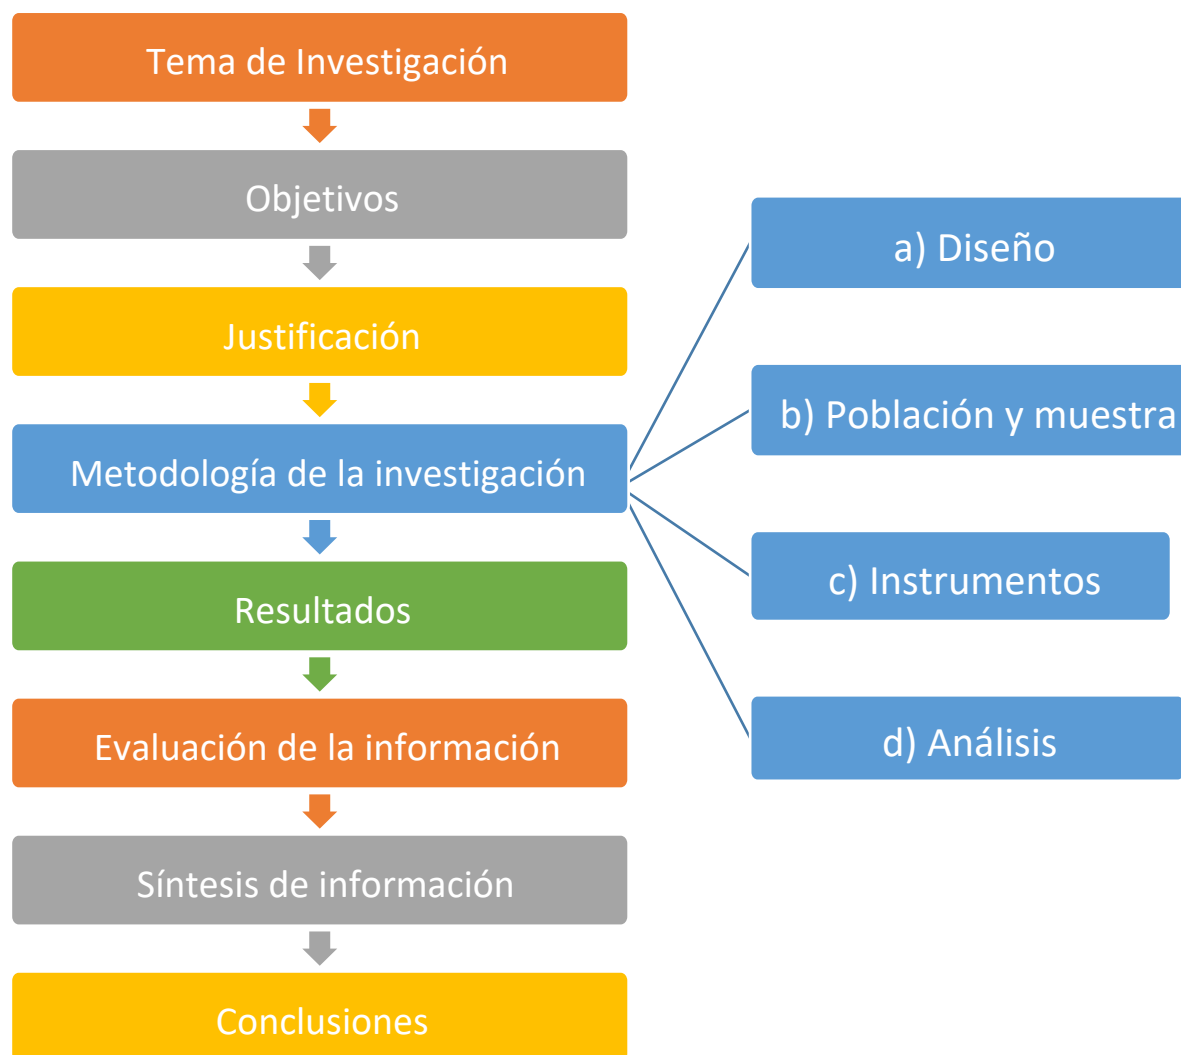 Tema de Investigación
Objetivos
Justificación
Metodología de la investigación
Resultados
Evaluación de la información
Síntesis de información
Conclusiones
a) Diseño
b) Población y muestra
c) Instrumentos
d) Análisis